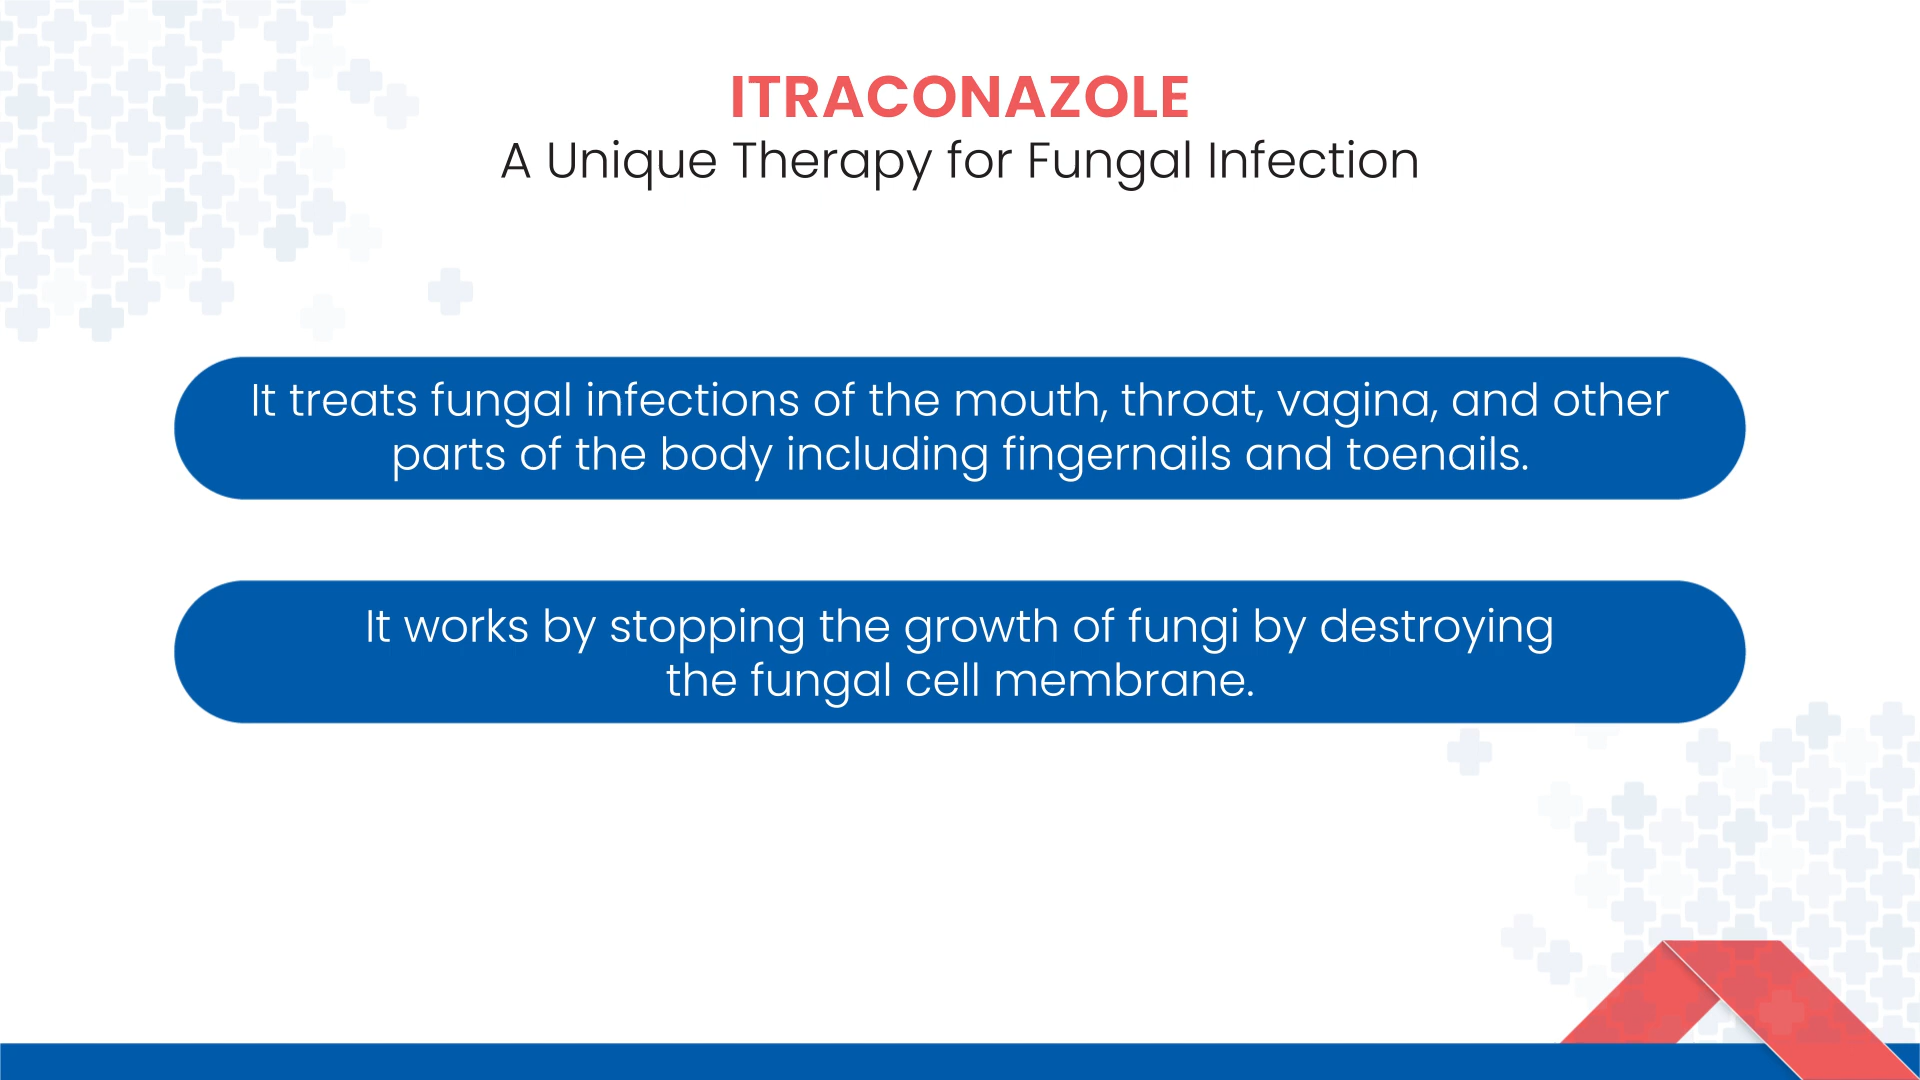 ITRACONAZOLE
A Unique Therapy for Fungal Infection
It treats fungal infections of the mouth, throat, vagina, and other
parts of the body including fingernails and toenails.
It works by stopping the growth of fungi by destroying
the fungal cell membrane.